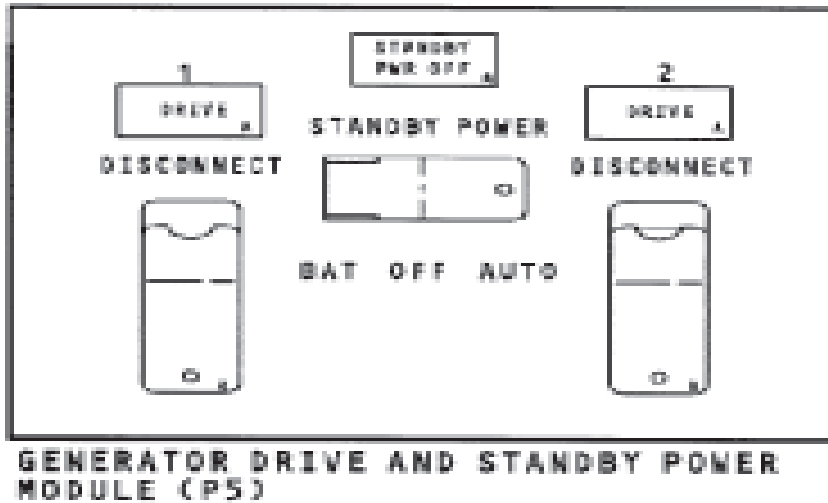 STANDBY
PWR OFF
A
1
2
DRIVE
A
DRIVE
A
STANDBY POWER
DISCONNECT
DISCONNECT
BAT OFF AUTO
GENERATOR DRIVE AND STANDBY POWER
MODULE (P5)